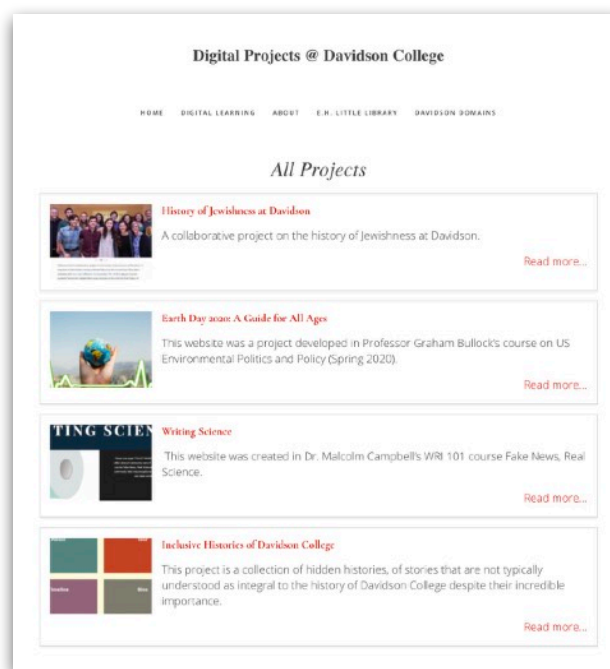 Digital Projects @ Davidson College
HOME DIGITAL LEARNING ABOUT E.H. LITTLE LIBRARY DAVIDSON DOMAINS
All Projects
History of Jewishness at Davidson
A collaborative project on the history of Jewishness at Davidson.
Read more...
Earth Day 2020: A Guide for All Ages
This website was a project developed in Professor Graham Bullock's course on US
Environmental Politics and Policy (Spring 2020).
Read more...
TING SCIEN
Writing Science
This website was created in Dr. Malcolm Campbell's WRI 101 course Fake News, Real
Science.
Read more...
Inclusive Histories of Davidson College
This project is a collection of hidden histories, of stories that are not typically
understood as integral to the history of Davidson College despite their incredible
importance.
Read more...